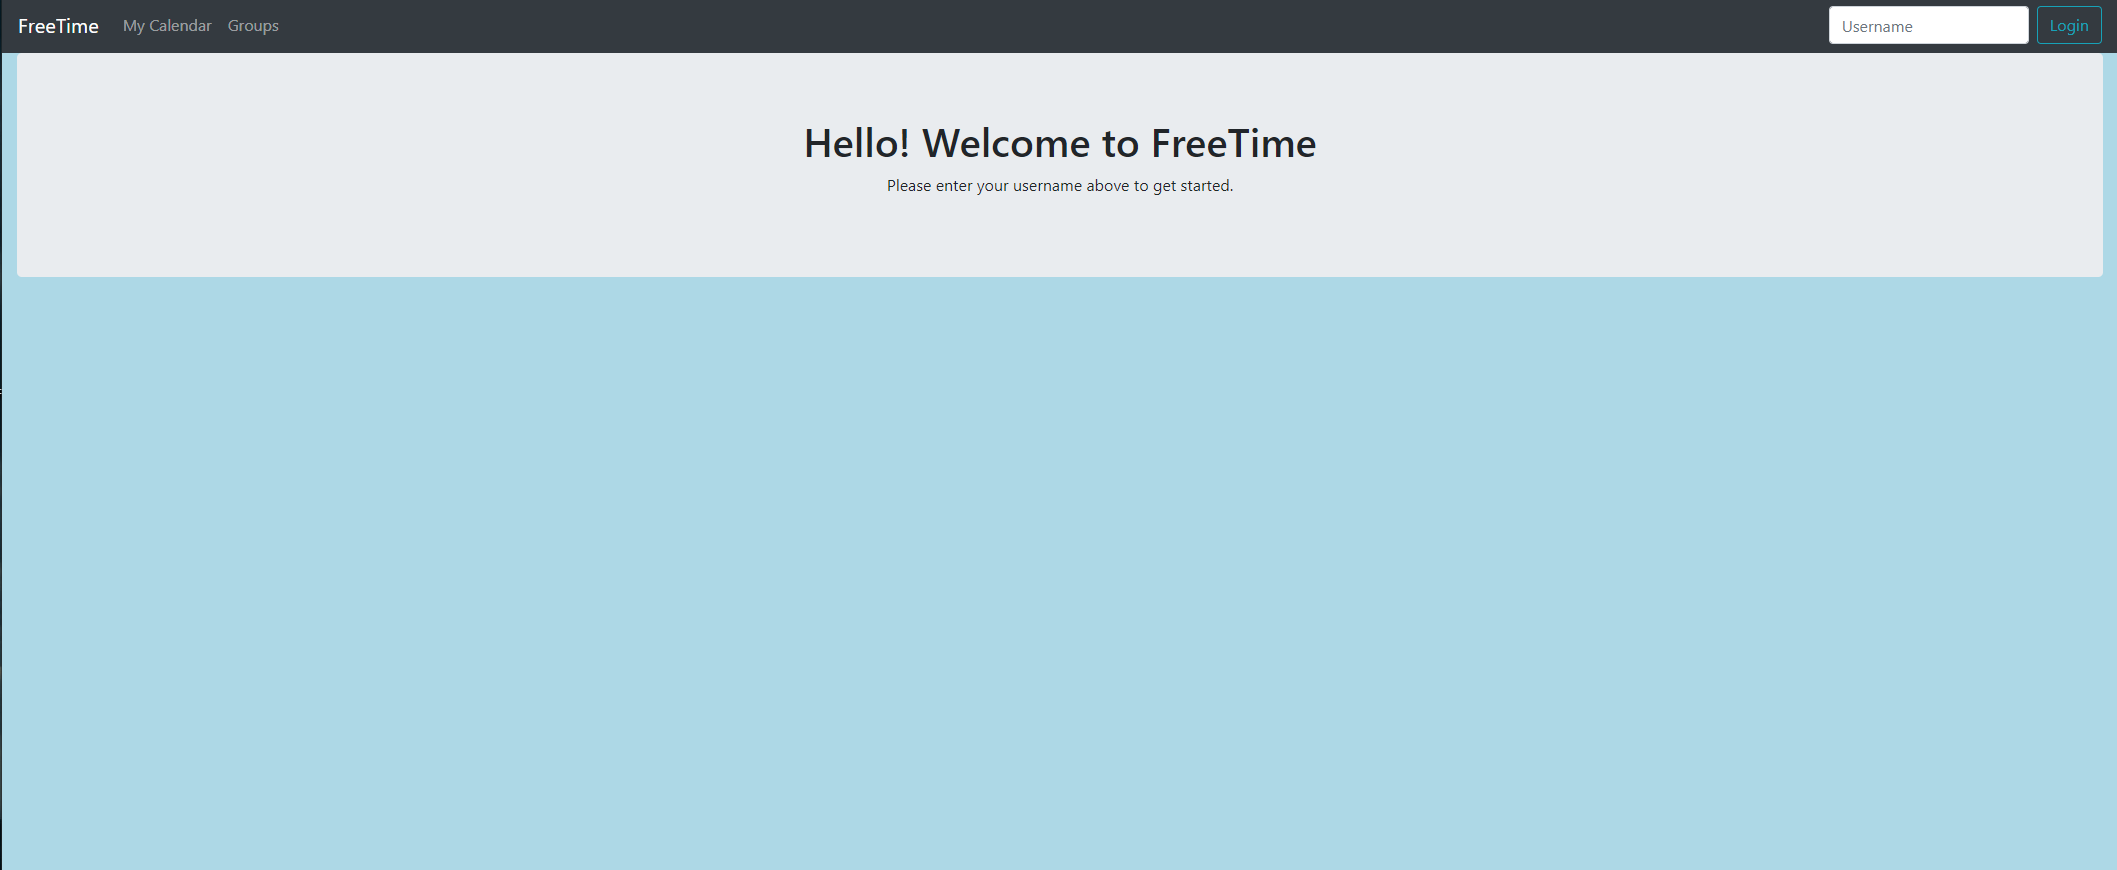 FreeTime My Calendar Groups Username Login
Hello! Welcome to FreeTime
Please enter your username above to get started.